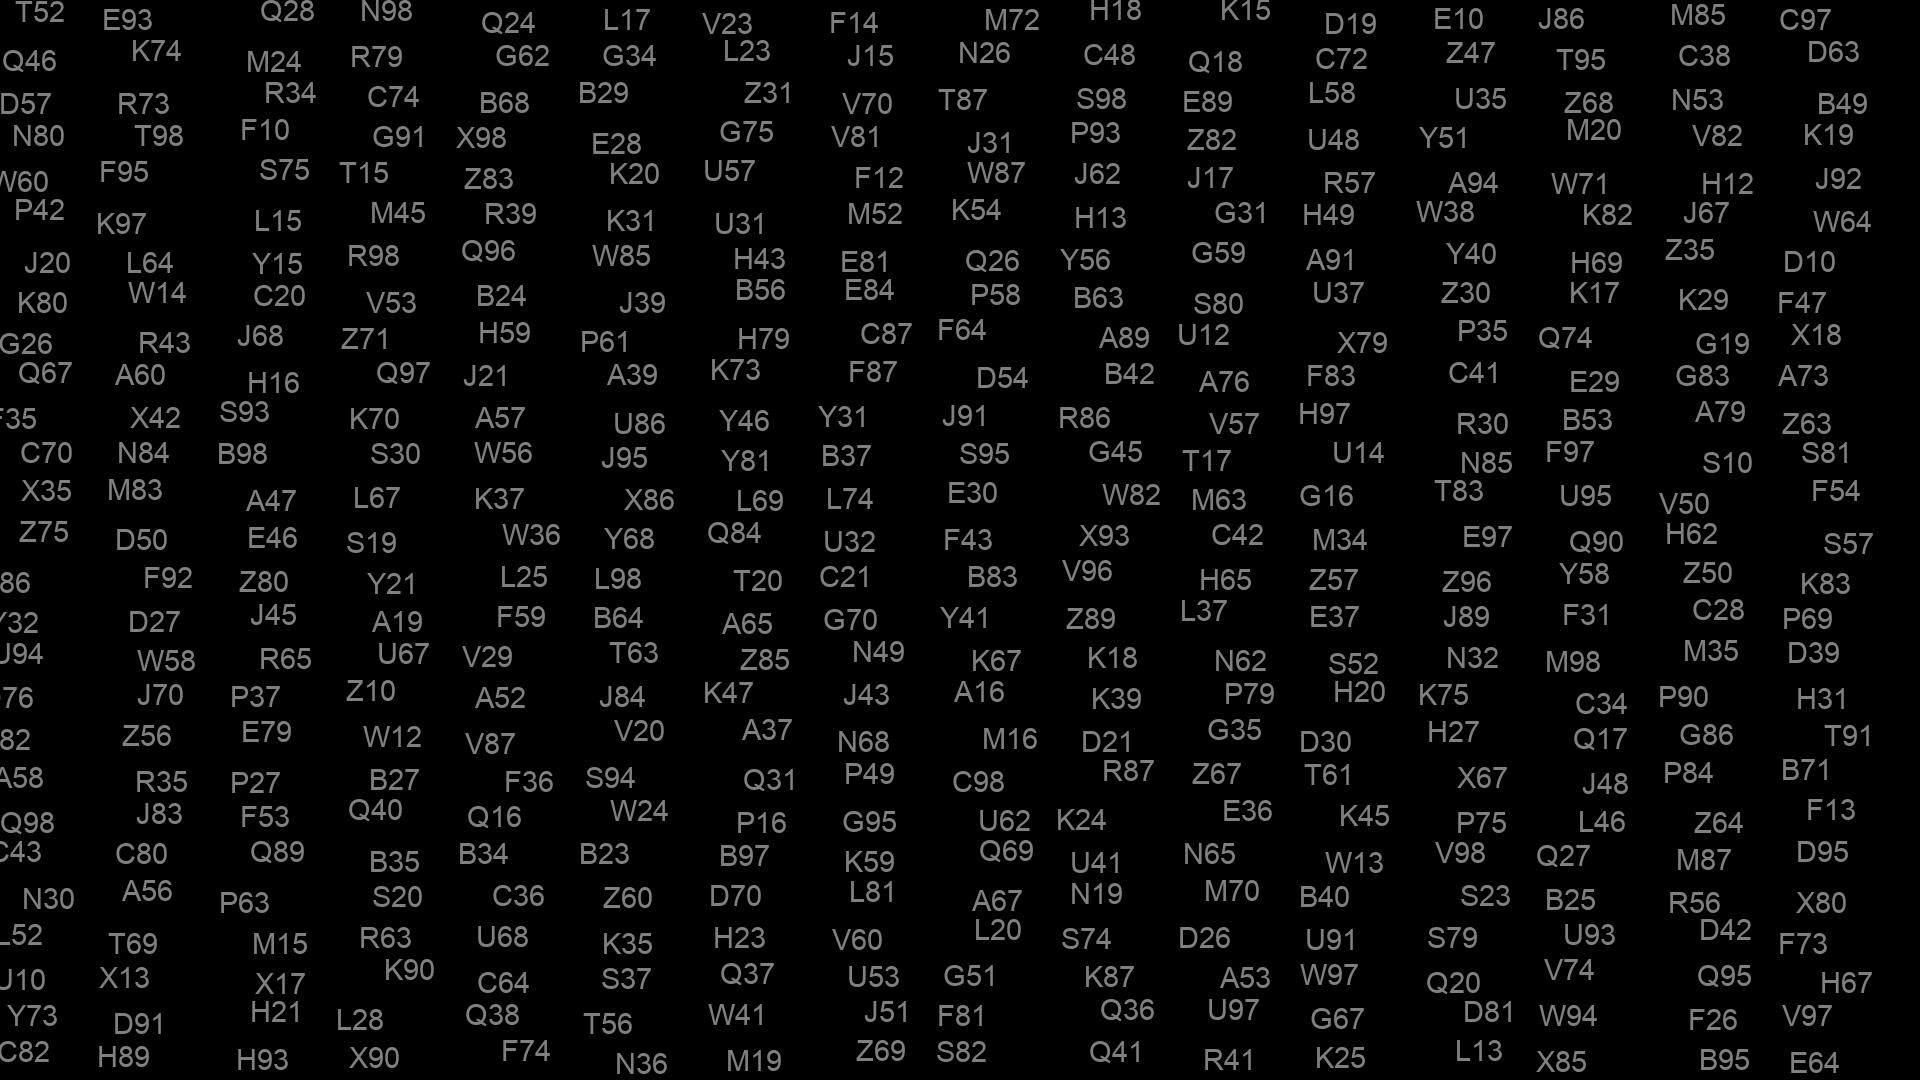 T52 E93 Q28 N98 Q24 L17 V23 F14 M72 H18 K15 D19 E10 J86 M85 C97
Q46 K74 M24 R79 G62 G34 L23 J15 N26 C48 Q18 C72 Z47 T95 C38 D63
D57 R73 R34 C74 B68 B29 Z31 V70 T87 S98 E89 L58 U35 Z68 N53 B49
N80 T98 F10 G91 X98 E28 G75 V81 J31 P93 Z82 U48 Y51 M20 V82 K19
W60 F95 S75 T15 Z83 K20 U57 F12 W87 J62 J17 R57 A94 W71 H12 J92
P42 K97 L15 M45 R39 K31 U31 M52 K54 H13 G31 H49 W38 K82 J67 W64
J20 L64 Y15 R98 Q96 W85 H43 E81 Q26 Y56 G59 A91 Y40 H69 Z35 D10
K80 W14 C20 V53 B24 J39 B56 E84 P58 B63 S80 U37 Z30 K17 K29 F47
G26 R43 J68 Z71 H59 P61 H79 C87 F64 A89 U12 X79 P35 Q74 G19 X18
Q67 A60 H16 Q97 J21 A39 K73 F87 D54 B42 A76 F83 C41 E29 G83 A73
F35 X42 S93 K70 A57 U86 Y46 Y31 J91 R86 V57 H97 R30 B53 A79 Z63
C70 N84 B98 S30 W56 J95 Y81 B37 S95 G45 T17 U14 N85 F97 S10 S81
X35 M83 A47 L67 K37 X86 L69 L74 E30 W82 M63 G16 T83 U95 V50 F54
Z75 D50 E46 S19 W36 Y68 Q84 U32 F43 X93 C42 M34 E97 Q90 H62 S57
86 F92 Z80 Y21 L25 L98 T20 C21 B83 V96 H65 Z57 Z96 Y58 Z50 K83
Y32 D27 J45 A19 F59 B64 A65 G70 Y41 Z89 L37 E37 J89 F31 C28 P69
U94 W58 R65 U67 V29 T63 Z85 N49 K67 K18 N62 S52 N32 M98 M35 D39
76 J70 P37 Z10 A52 J84 K47 J43 A16 K39 P79 H20 K75 C34 P90 H31
82 Z56 E79 W12 V87 V20 A37 N68 M16 D21 G35 D30 H27 Q17 G86 T91
A58 R35 P27 B27 F36 S94 Q31 P49 C98 R87 Z67 T61 X67 J48 P84 B71
Q98 J83 F53 Q40 Q16 W24 P16 G95 U62 K24 E36 K45 P75 L46 Z64 F13
C43 C80 Q89 B35 B34 B23 B97 K59 Q69 U41 N65 W13 V98 Q27 M87 D95
N30 A56 P63 S20 C36 Z60 D70 L81 A67 N19 M70 B40 S23 B25 R56 X80
L52 T69 M15 R63 U68 K35 H23 V60 L20 S74 D26 U91 S79 U93 D42 F73
U10 X13 X17 K90 C64 S37 Q37 U53 G51 K87 A53 W97 Q20 V74 Q95 H67
Y73 D91 H21 L28 Q38 T56 W41 J51 F81 Q36 U97 G67 D81 W94 F26 V97
C82 H89 H93 X90 F74 N36 M19 Z69 S82 Q41 R41 K25 L13 X85 B95 E64